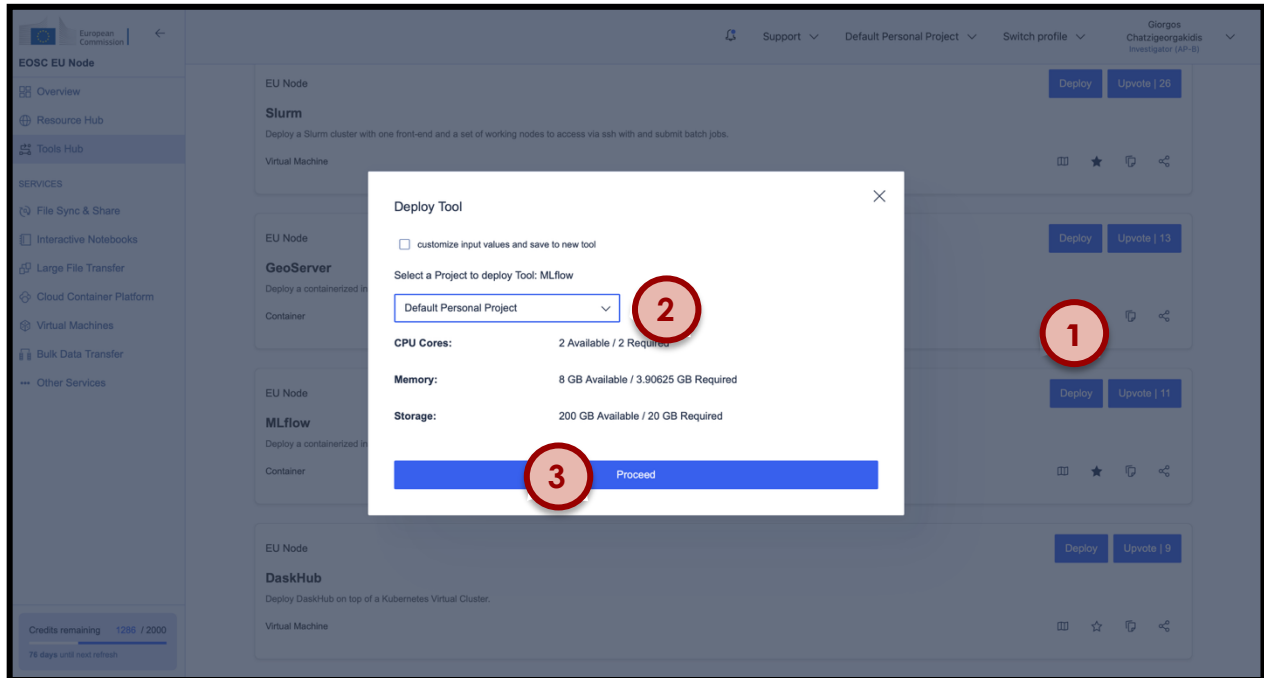 European
Commission
EOSC EU Node
Overview
Resource Hub
Tools Hub
SERVICES
File Sync & Share
Interactive Notebooks
Large File Transfer
Cloud Container Platform
Virtual Machines
Bulk Data Transfer
Other Services
Credits remaining 1286 / 2000
76 days until next refresh
Support
Default Personal Project
Switch profile
Giorgos
Chatzigeorgakidis
Investigator (AP-B)
EU Node
Deploy
Upvote | 26
Slurm
Deploy a Slurm cluster with one front-end and a set of working nodes to access via ssh with and submit batch jobs.
Virtual Machine
EU Node
Deploy
Upvote | 13
GeoServer
Deploy a containerized in
Container
1
EU Node
Deploy
Upvote | 11
MLflow
Deploy a containerized in
Container
EU Node
Deploy
Upvote | 9
DaskHub
Deploy DaskHub on top of a Kubernetes Virtual Cluster.
Virtual Machine
Deploy Tool
customize input values and save to new tool
Select a Project to deploy Tool: MLflow
Default Personal Project
2
CPU Cores: 2 Available / 2 Required
Memory: 8 GB Available / 3.90625 GB Required
Storage: 200 GB Available / 20 GB Required
3
Proceed